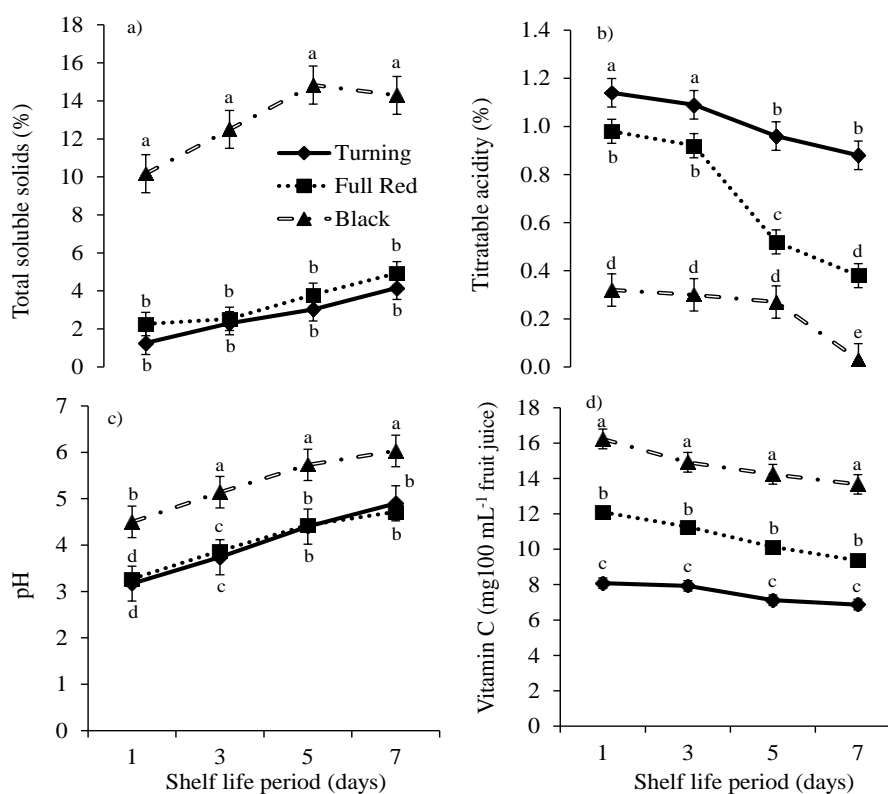 a)
Total soluble solids (%)
18
16
14
12
10
8
6
4
2
0
a a a a
Turning
Full Red
Black
b b b b
b b b b
b)
Titratable acidity (%)
1.4
1.2
1.0
0.8
0.6
0.4
0.2
0.0
a a b b
b b c d
d d d e
c)
pH
7
6
5
4
3
2
1
0
b a a a
d c b b
d c b b
1 3 5 7
Shelf life period (days)
d)
Vitamin C (mg100 mL⁻¹ fruit juice)
18
16
14
12
10
8
6
4
2
0
a a a a
b b b b
c c c c
1 3 5 7
Shelf life period (days)